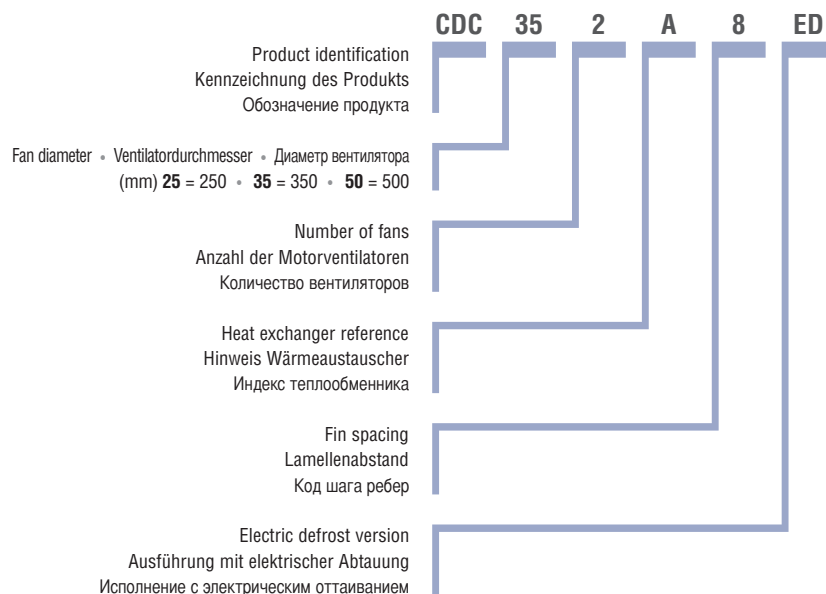 CDC 35 2 A 8 ED
Product identification
Kennzeichnung des Produkts
Обозначение продукта
Fan diameter • Ventilatordurchmesser • Диаметр вентилятора
(mm) 25 = 250 • 35 = 350 • 50 = 500
Number of fans
Anzahl der Motorventilatoren
Количество вентиляторов
Heat exchanger reference
Hinweis Wärmeaustauscher
Индекс теплообменника
Fin spacing
Lamellenabstand
Код шага ребер
Electric defrost version
Ausführung mit elektrischer Abtauung
Исполнение с электрическим оттаиванием